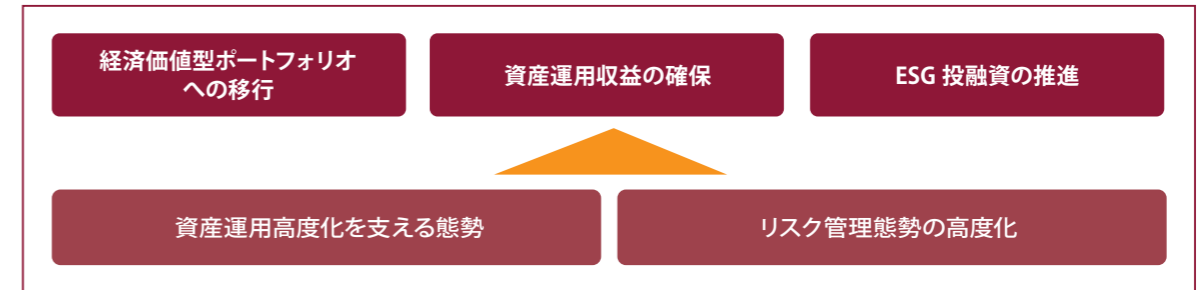 経済価値型ポートフォリオ
への移行
資産運用収益の確保
ESG 投融資の推進
資産運用高度化を支える態勢
リスク管理態勢の高度化